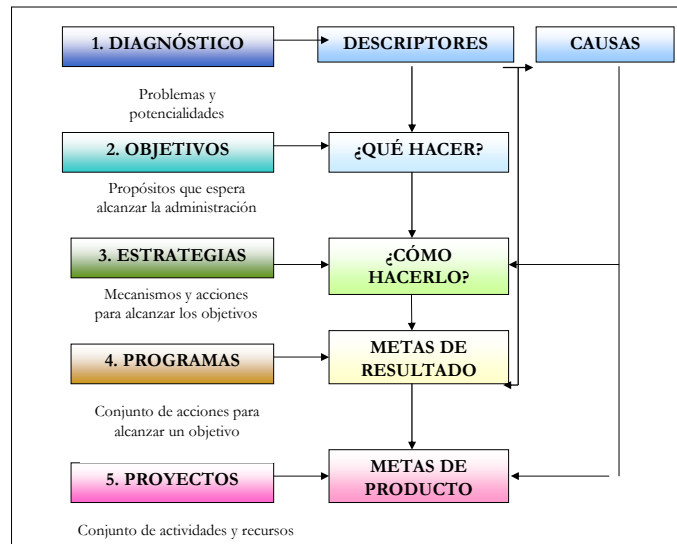 1. DIAGNÓSTICO
DESCRIPTORES
CAUSAS
Problemas y
potencialidades
2. OBJETIVOS
¿QUÉ HACER?
Propósitos que espera
alcanzar la administración
3. ESTRATEGIAS
¿CÓMO
HACERLO?
Mecanismos y acciones
para alcanzar los objetivos
4. PROGRAMAS
METAS DE
RESULTADO
Conjunto de acciones para
alcanzar un objetivo
5. PROYECTOS
METAS DE
PRODUCTO
Conjunto de actividades y recursos